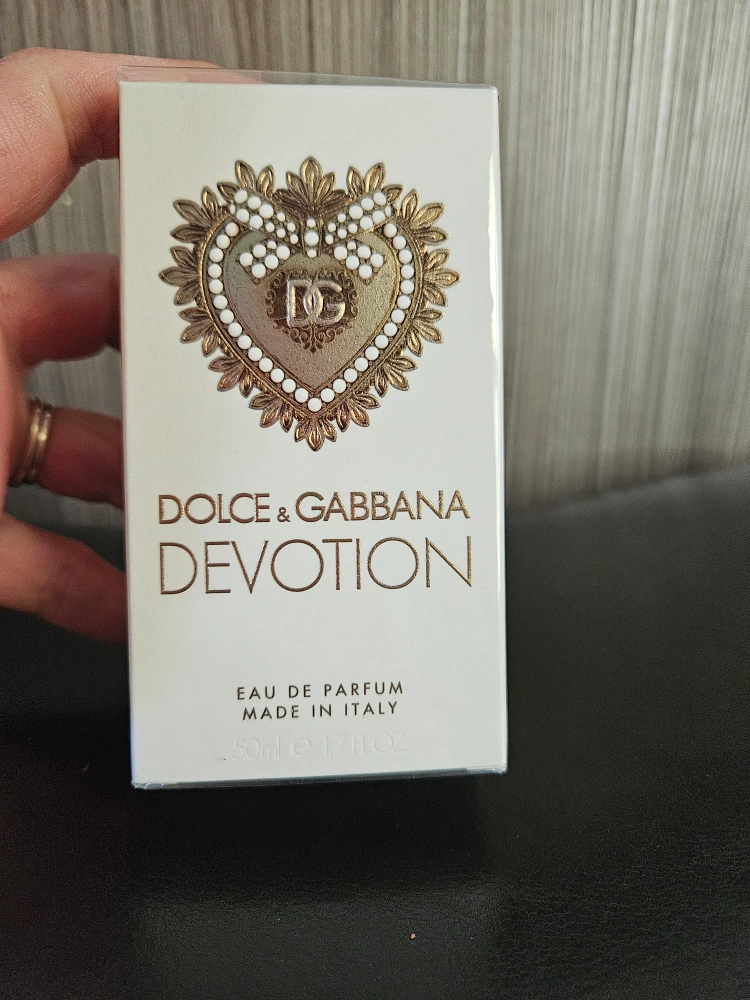 DG
DOLCE & GABBANA
DEVOTION
EAU DE PARFUM
MADE IN ITALY
50ml e 1.7 FL.OZ.